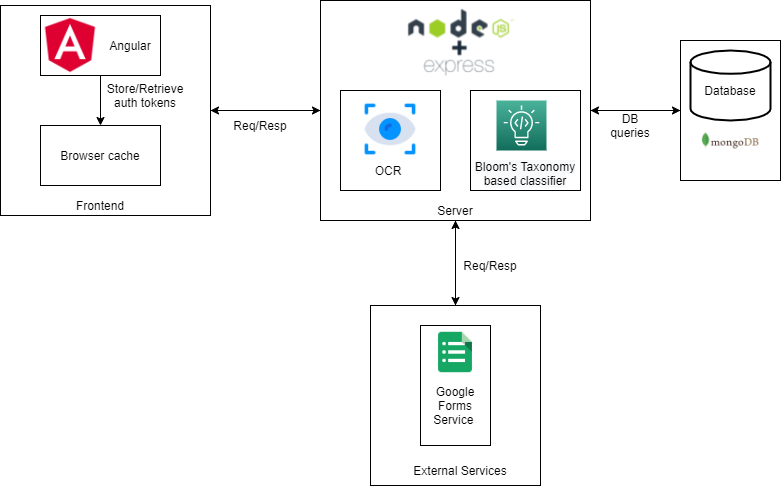 Angular
Store/Retrieve
auth tokens
Browser cache
Frontend
Req/Resp
node
JS
+
express
OCR
Bloom's Taxonomy
based classifier
Server
DB
queries
Database
mongoDB
Req/Resp
Google
Forms
Service
External Services